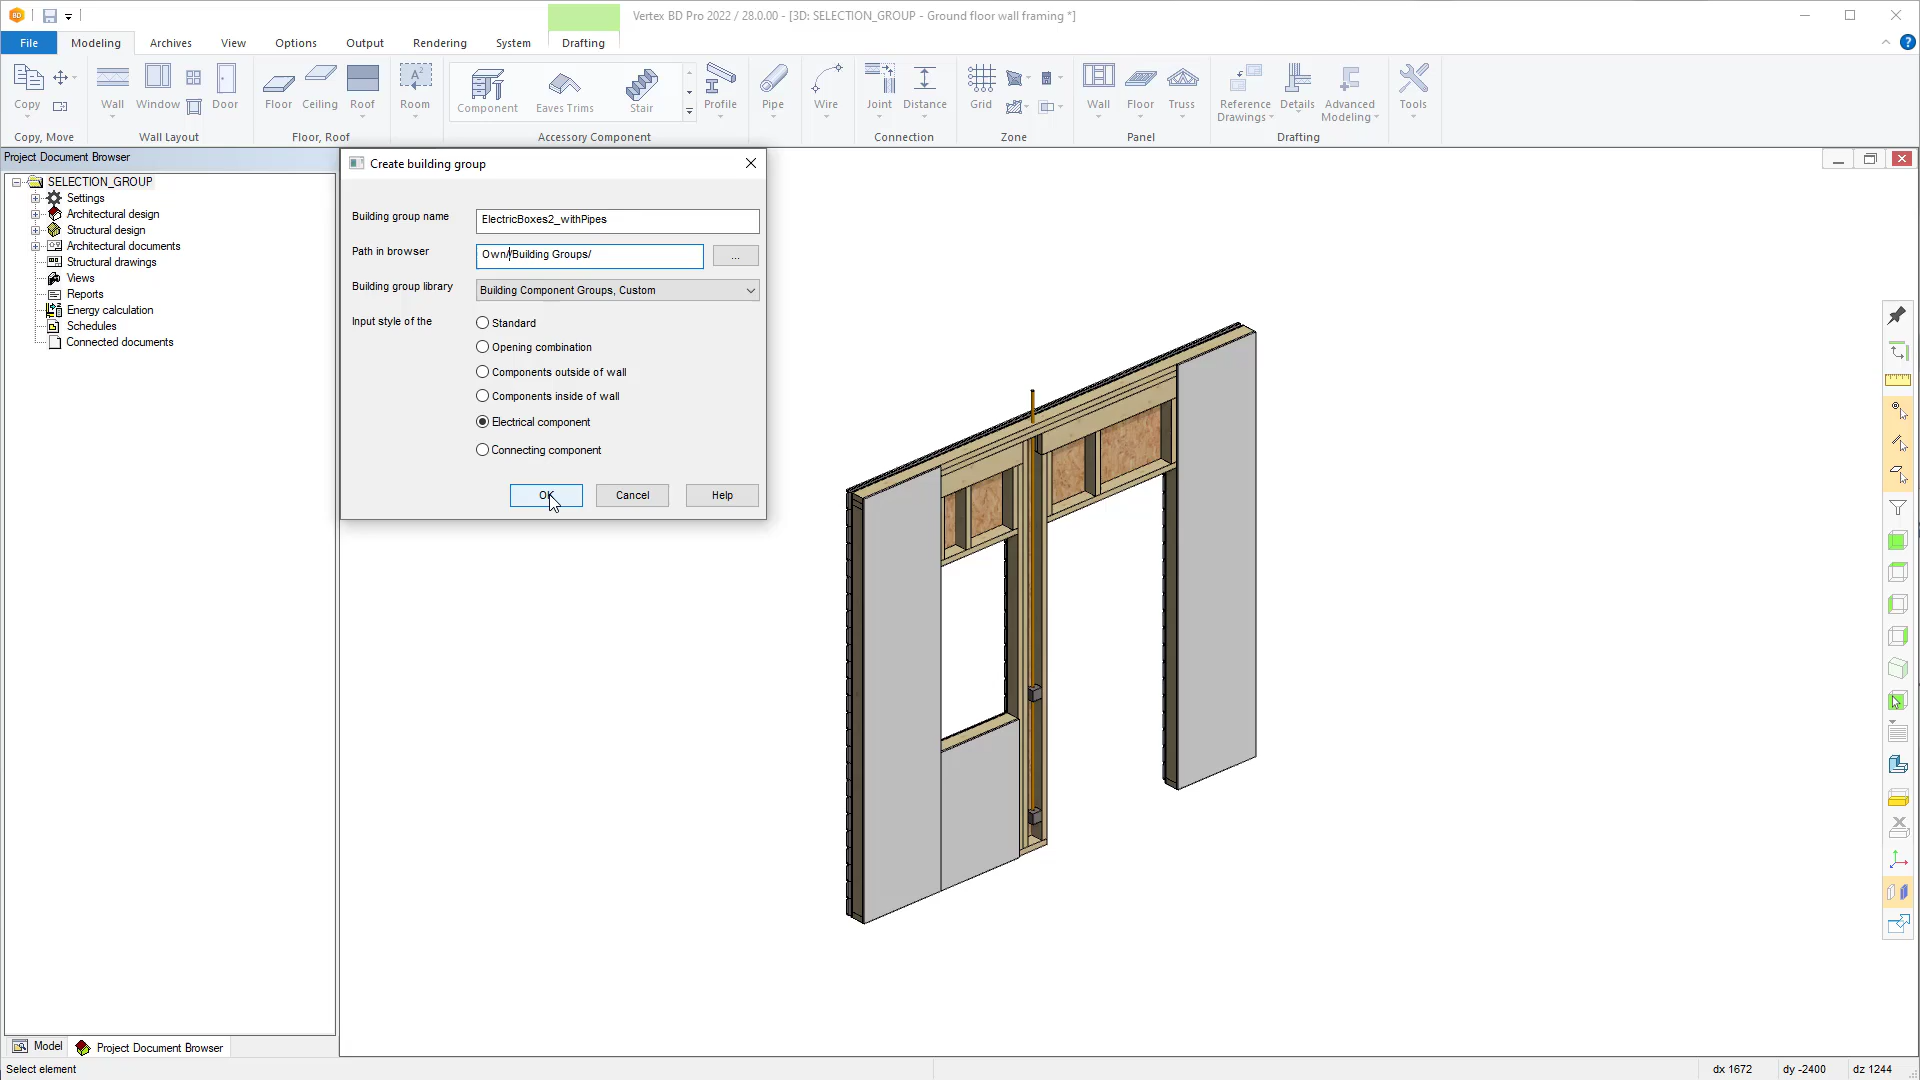 Vertex BD Pro 2022 / 28.0.00 - [3D: SELECTION_GROUP - Ground floor wall framing *]
File Modeling Archives View Options Output Rendering System Drafting
Copy Wall Window Door Floor Ceiling Roof Room Component Eaves Trims Stair Profile Pipe Wire Joint Distance Grid Wall Floor Truss Reference Drawings Details Advanced Modeling Tools
Copy, Move Wall Layout Floor, Roof Accessory Component Connection Zone Panel Drafting
Project Document Browser
SELECTION_GROUP
Settings
Architectural design
Structural design
Architectural documents
Structural drawings
Views
Reports
Energy calculation
Schedules
Connected documents
Create building group
Building group name ElectricBoxes2_withPipes
Path in browser Own//Building Groups/ ...
Building group library Building Component Groups, Custom
Input style of the Standard
Opening combination
Components outside of wall
Components inside of wall
Electrical component
Connecting component
OK Cancel Help
Model Project Document Browser
Select element dx 1672 dy -2400 dz 1244